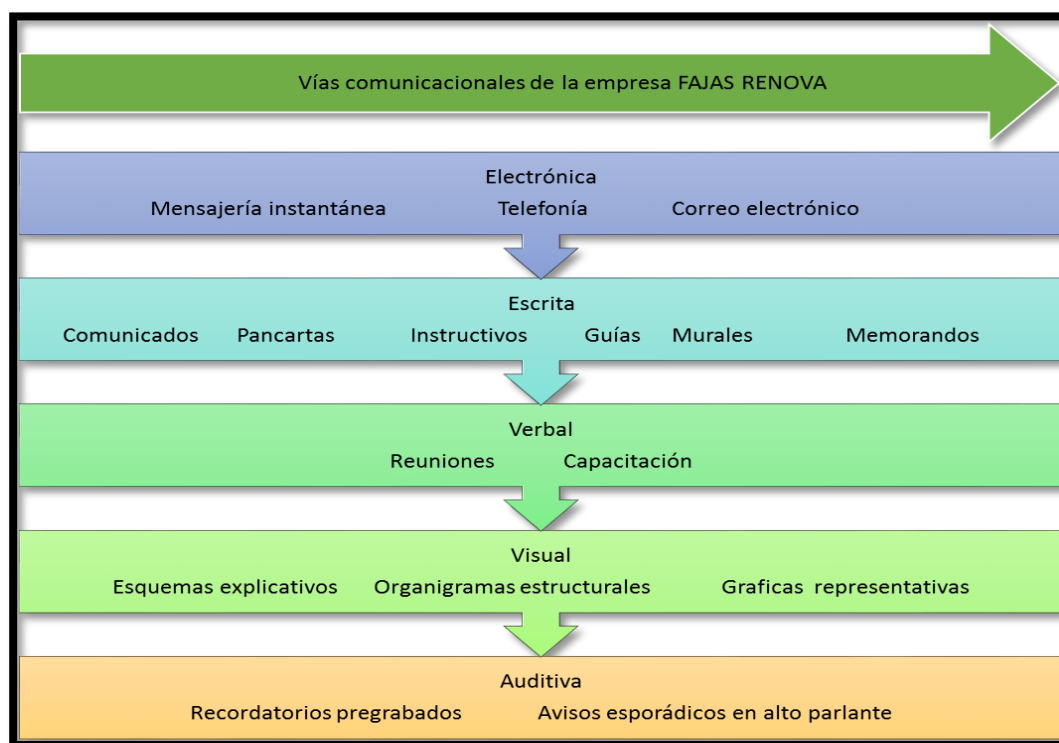 Vías comunicacionales de la empresa FAJAS RENOVA
Electrónica
Mensajería instantánea Telefonía Correo electrónico
Escrita
Comunicados Pancartas Instructivos Guías Murales Memorandos
Verbal
Reuniones Capacitación
Visual
Esquemas explicativos Organigramas estructurales Graficas representativas
Auditiva
Recordatorios pregrabados Avisos esporádicos en alto parlante